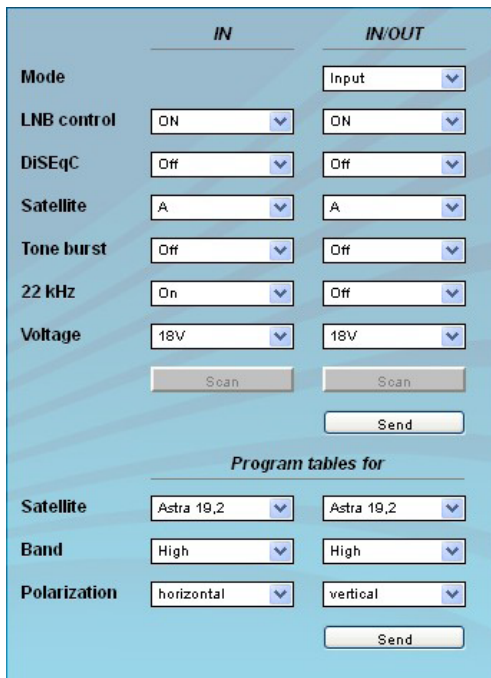 IN IN/OUT
Mode Input
LNB control ON ON
DiSEqC Off Off
Satellite A A
Tone burst Off Off
22 kHz On Off
Voltage 18V 18V
Scan Scan
Send
Program tables for
Satellite Astra 19,2 Astra 19,2
Band High High
Polarization horizontal vertical
Send